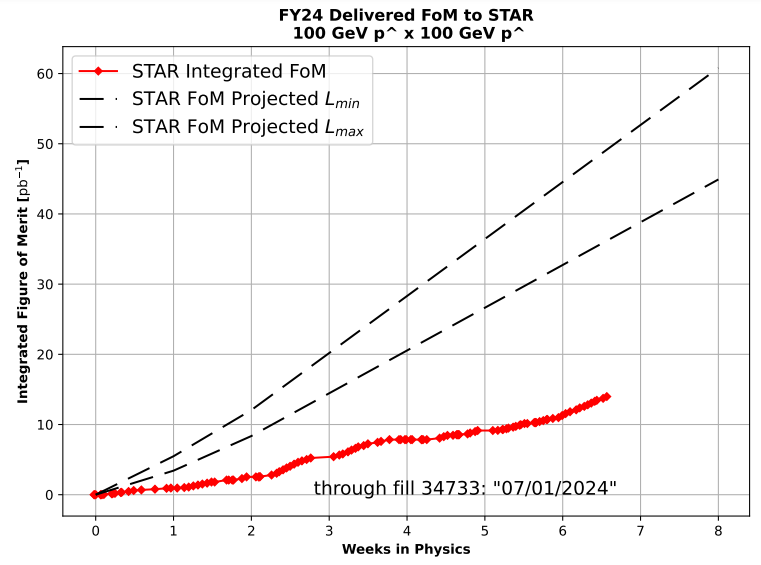 FY24 Delivered FoM to STAR
100 GeV p^ x 100 GeV p^
STAR Integrated FoM
STAR FoM Projected Lmin
STAR FoM Projected Lmax
Integrated Figure of Merit [pb⁻¹]
60
50
40
30
20
10
0
through fill 34733: "07/01/2024"
0 1 2 3 4 5 6 7 8
Weeks in Physics